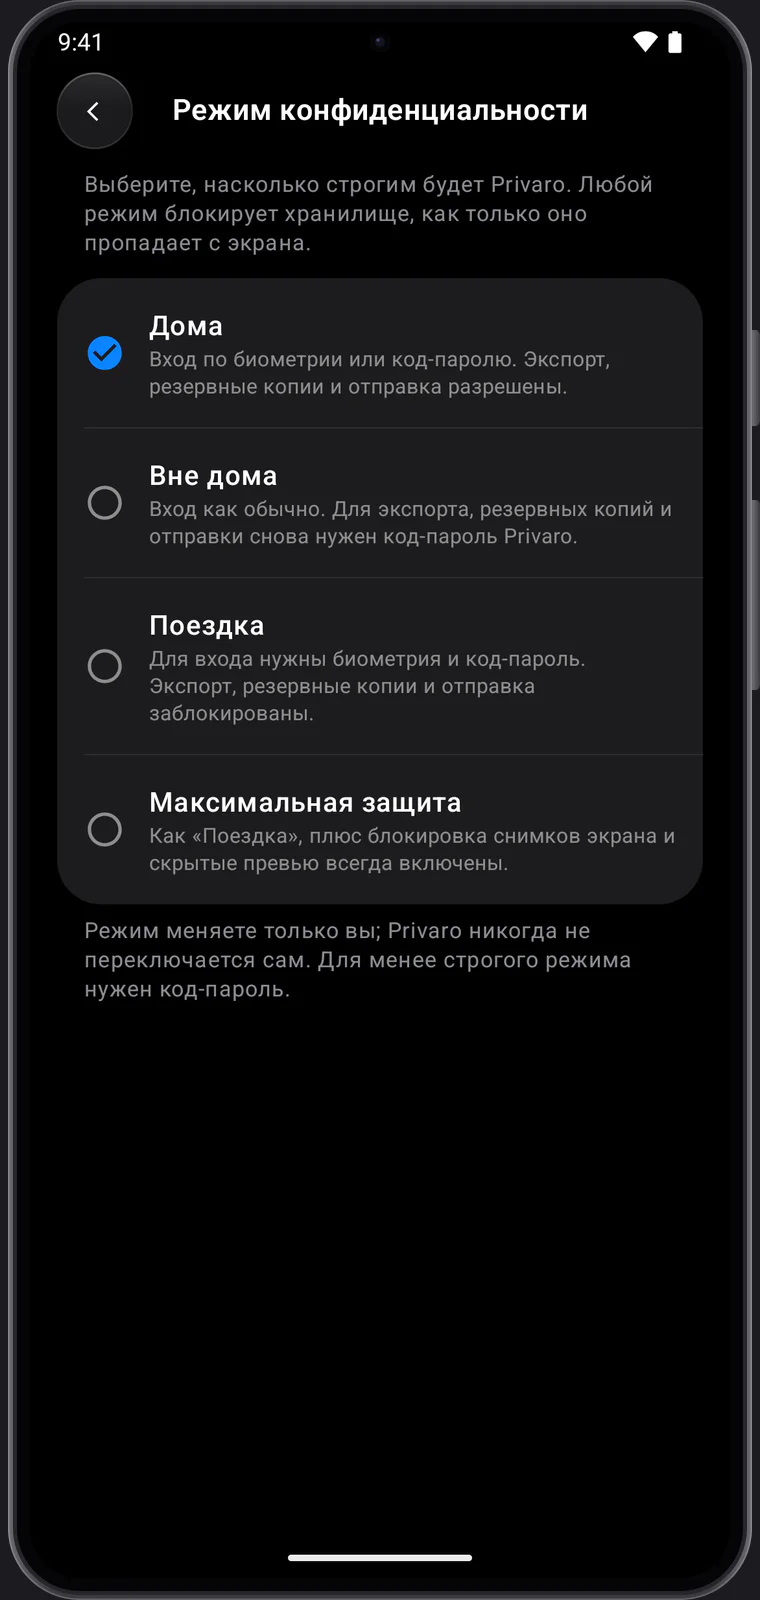 9:41
Режим конфиденциальности
Выберите, насколько строгим будет Privaro. Любой
режим блокирует хранилище, как только оно
пропадает с экрана.
Дома
Вход по биометрии или код-паролю. Экспорт,
резервные копии и отправка разрешены.
Вне дома
Вход как обычно. Для экспорта, резервных копий и
отправки снова нужен код-пароль Privaro.
Поездка
Для входа нужны биометрия и код-пароль.
Экспорт, резервные копии и отправка
заблокированы.
Максимальная защита
Как «Поездка», плюс блокировка снимков экрана и
скрытые превью всегда включены.
Режим меняете только вы; Privaro никогда не
переключается сам. Для менее строгого режима
нужен код-пароль.